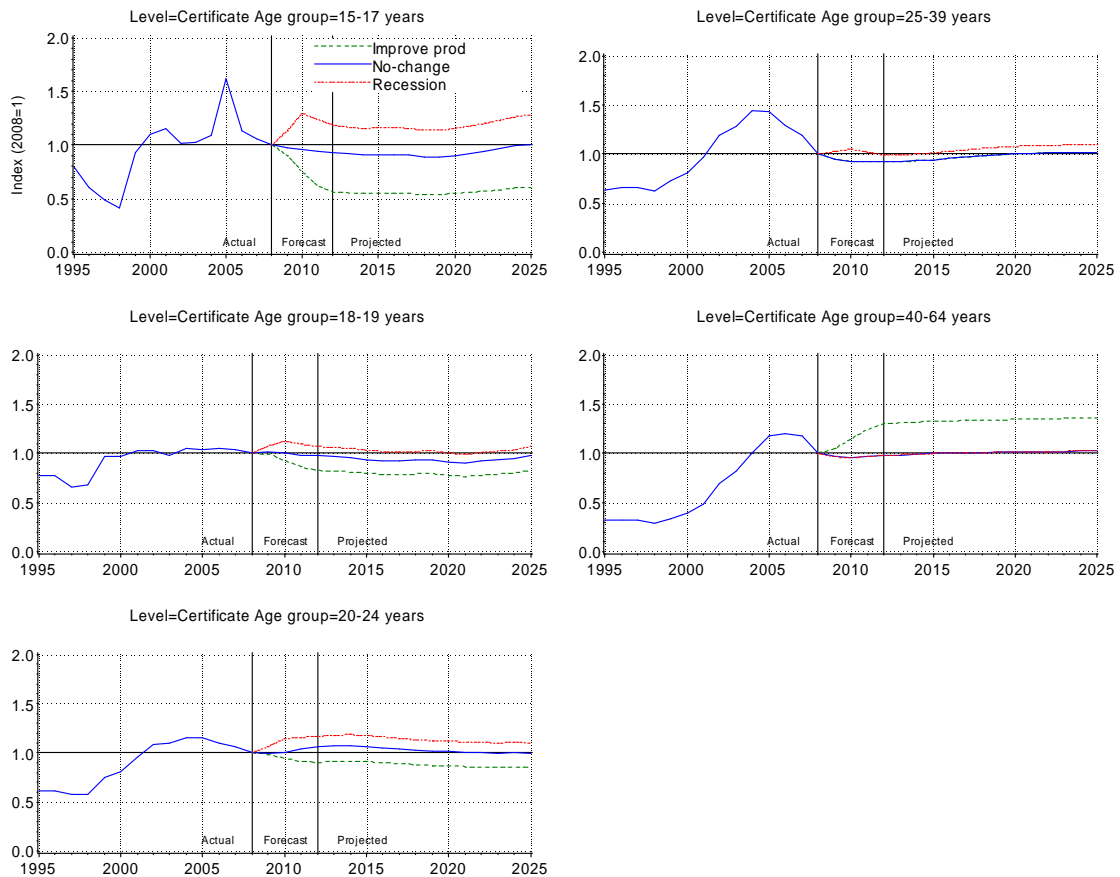 Level=Certificate Age group=15-17 years
2.0
1.5
1.0
0.5
0.0
Index (2008=1)
Improve prod
No-change
Recession
Actual Forecast Projected
1995 2000 2005 2010 2015 2020 2025
Level=Certificate Age group=25-39 years
2.0
1.5
1.0
0.5
0.0
Actual Forecast Projected
1995 2000 2005 2010 2015 2020 2025
Level=Certificate Age group=18-19 years
2.0
1.5
1.0
0.5
0.0
Actual Forecast Projected
1995 2000 2005 2010 2015 2020 2025
Level=Certificate Age group=40-64 years
2.0
1.5
1.0
0.5
0.0
Actual Forecast Projected
1995 2000 2005 2010 2015 2020 2025
Level=Certificate Age group=20-24 years
2.0
1.5
1.0
0.5
0.0
Actual Forecast Projected
1995 2000 2005 2010 2015 2020 2025